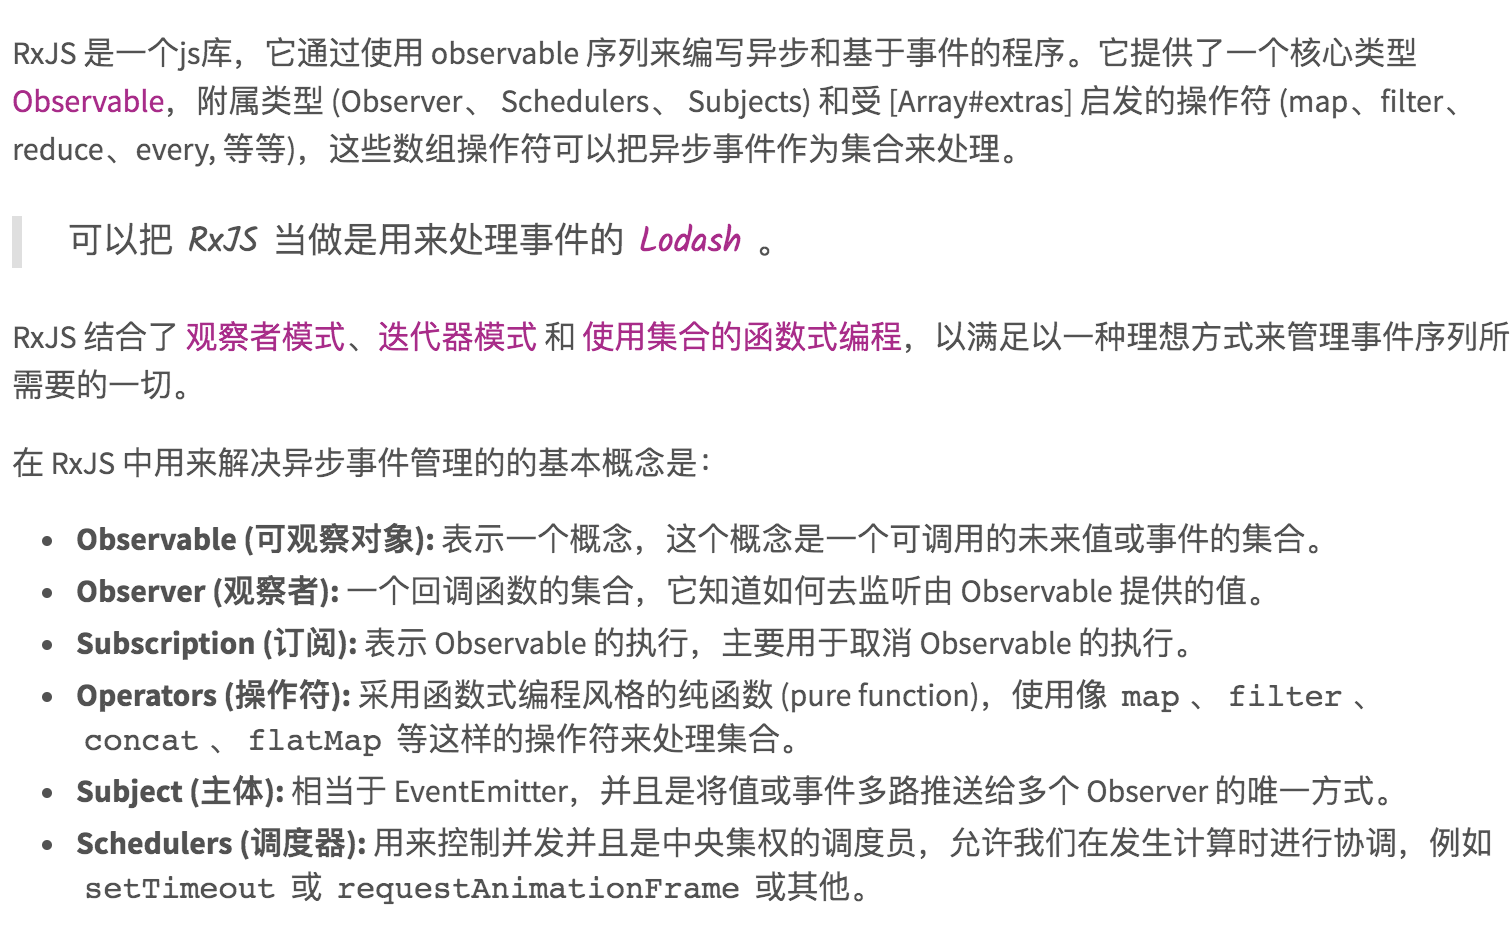 RxJS 是一个js库，它通过使用 observable 序列来编写异步和基于事件的程序。它提供了一个核心类型
Observable，附属类型 (Observer、 Schedulers、 Subjects) 和受 [Array#extras] 启发的操作符 (map、filter、
reduce、every, 等等)，这些数组操作符可以把异步事件作为集合来处理。
可以把 RxJS 当做是用来处理事件的 Lodash 。
RxJS 结合了 观察者模式、迭代器模式 和 使用集合的函数式编程，以满足以一种理想方式来管理事件序列所
需要的一切。
在 RxJS 中用来解决异步事件管理的的基本概念是：
• Observable (可观察对象): 表示一个概念，这个概念是一个可调用的未来值或事件的集合。
• Observer (观察者): 一个回调函数的集合，它知道如何去监听由 Observable 提供的值。
• Subscription (订阅): 表示 Observable 的执行，主要用于取消 Observable 的执行。
• Operators (操作符): 采用函数式编程风格的纯函数 (pure function)，使用像 map 、 filter 、
concat 、 flatMap 等这样的操作符来处理集合。
• Subject (主体): 相当于 EventEmitter，并且是将值或事件多路推送给多个 Observer 的唯一方式。
• Schedulers (调度器): 用来控制并发并且是中央集权的调度员，允许我们在发生计算时进行协调，例如
setTimeout 或 requestAnimationFrame 或其他。